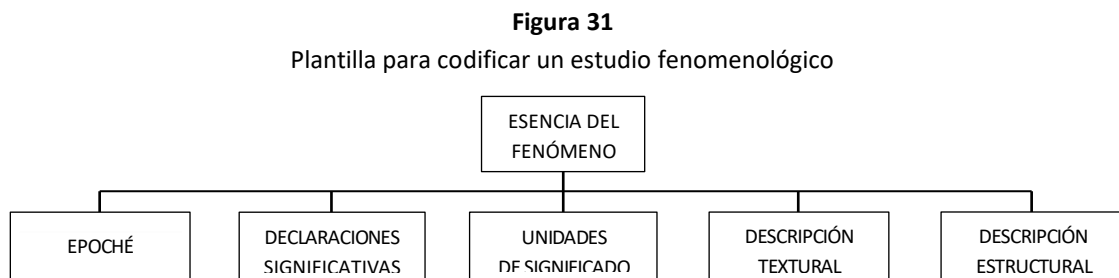 Figura 31
Plantilla para codificar un estudio fenomenológico
ESENCIA DEL
FENÓMENO
EPOCHÉ
DECLARACIONES
SIGNIFICATIVAS
UNIDADES
DE SIGNIFICADO
DESCRIPCIÓN
TEXTURAL
DESCRIPCIÓN
ESTRUCTURAL